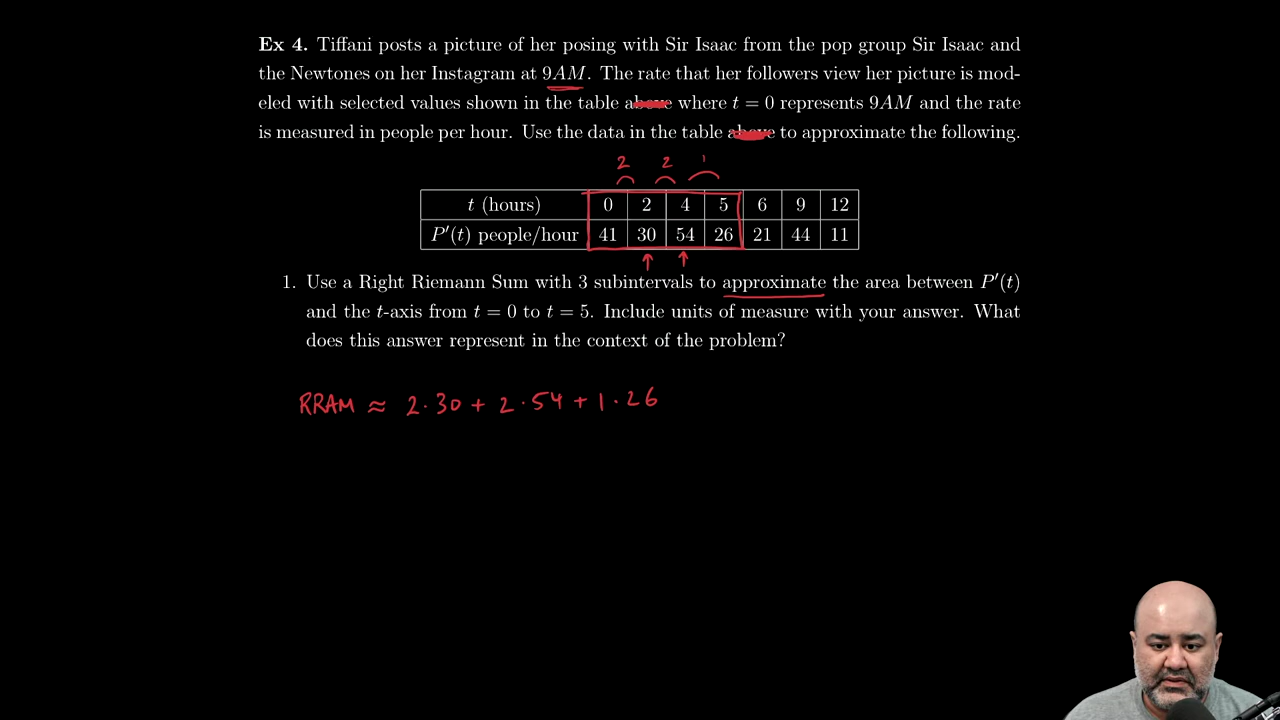 Ex 4. Tiffani posts a picture of her posing with Sir Isaac from the pop group Sir Isaac and
the Newtones on her Instagram at 9AM. The rate that her followers view her picture is mod-
eled with selected values shown in the table above where t = 0 represents 9AM and the rate
is measured in people per hour. Use the data in the table above to approximate the following.
2 2 1
t (hours) 0 2 4 5 6 9 12
P′(t) people/hour 41 30 54 26 21 44 11
1. Use a Right Riemann Sum with 3 subintervals to approximate the area between P′(t)
and the t-axis from t = 0 to t = 5. Include units of measure with your answer. What
does this answer represent in the context of the problem?
RRAM ≈ 2·30 + 2·54 + 1·26